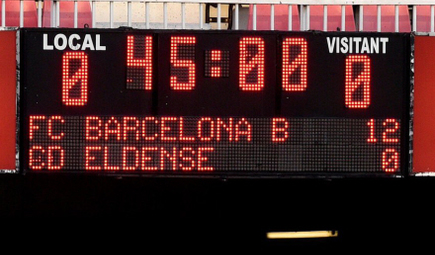 LOCAL 45:00 VISITANT
0 0
FC BARCELONA B 12
CD ELDENSE 0